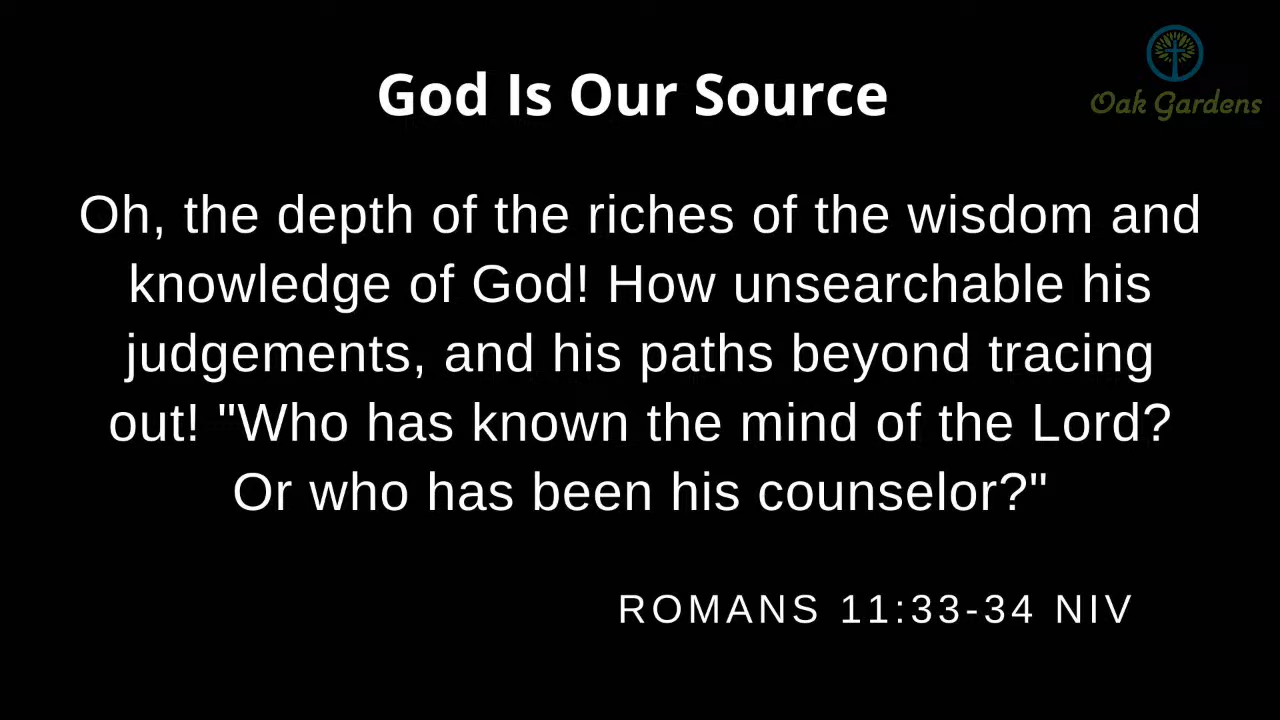 God Is Our Source
Oak Gardens
Oh, the depth of the riches of the wisdom and
knowledge of God! How unsearchable his
judgements, and his paths beyond tracing
out! "Who has known the mind of the Lord?
Or who has been his counselor?"
ROMANS 11:33-34 NIV